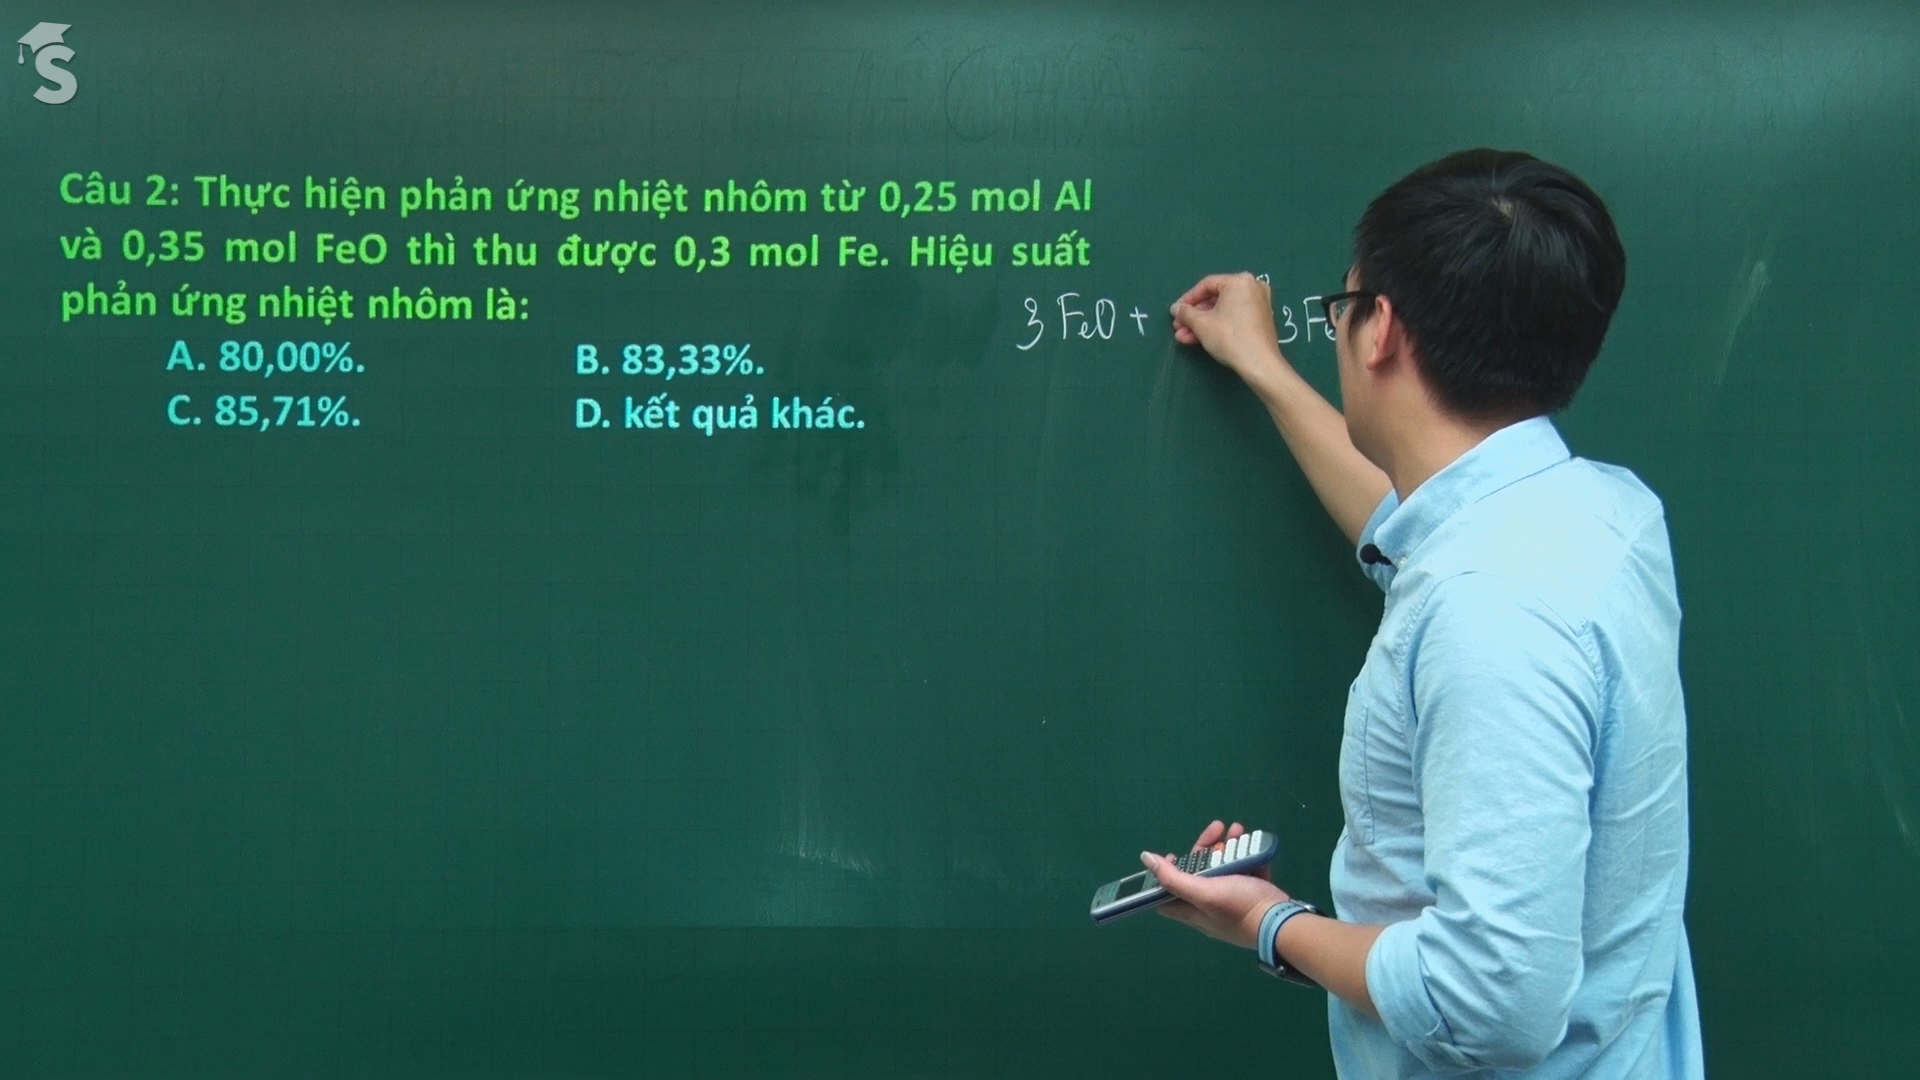 S
Câu 2: Thực hiện phản ứng nhiệt nhôm từ 0,25 mol Al
và 0,35 mol FeO thì thu được 0,3 mol Fe. Hiệu suất
phản ứng nhiệt nhôm là:
A. 80,00%. B. 83,33%.
C. 85,71%. D. kết quả khác.
3 FeO + 3 Fe